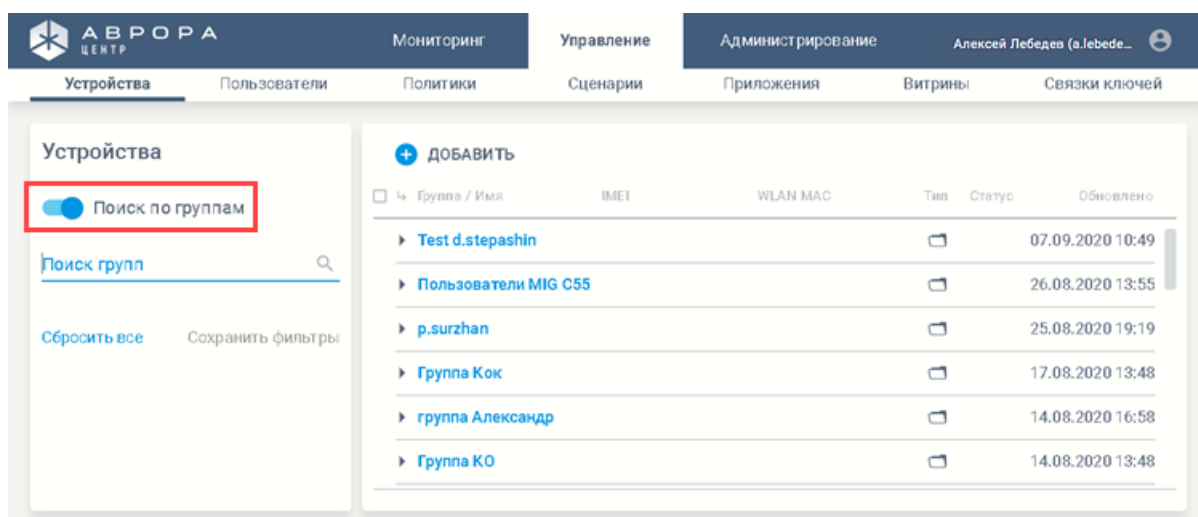 АВРОРА
ЦЕНТР
Мониторинг
Управление
Администрирование
Алексей Лебедев (a.lebede...
Устройства
Пользователи
Политики
Сценарии
Приложения
Витрины
Связки ключей
Устройства
Поиск по группам
Поиск групп
Сбросить все
Сохранить фильтры
ДОБАВИТЬ
Группа / Имя IMEI WLAN MAC Тип Статус Обновлено
Test d.stepashin 07.09.2020 10:49
Пользователи MIG C55 26.08.2020 13:55
p.surzhan 25.08.2020 19:19
Группа Кок 17.08.2020 13:48
группа Александр 14.08.2020 16:58
Группа КО 14.08.2020 13:48